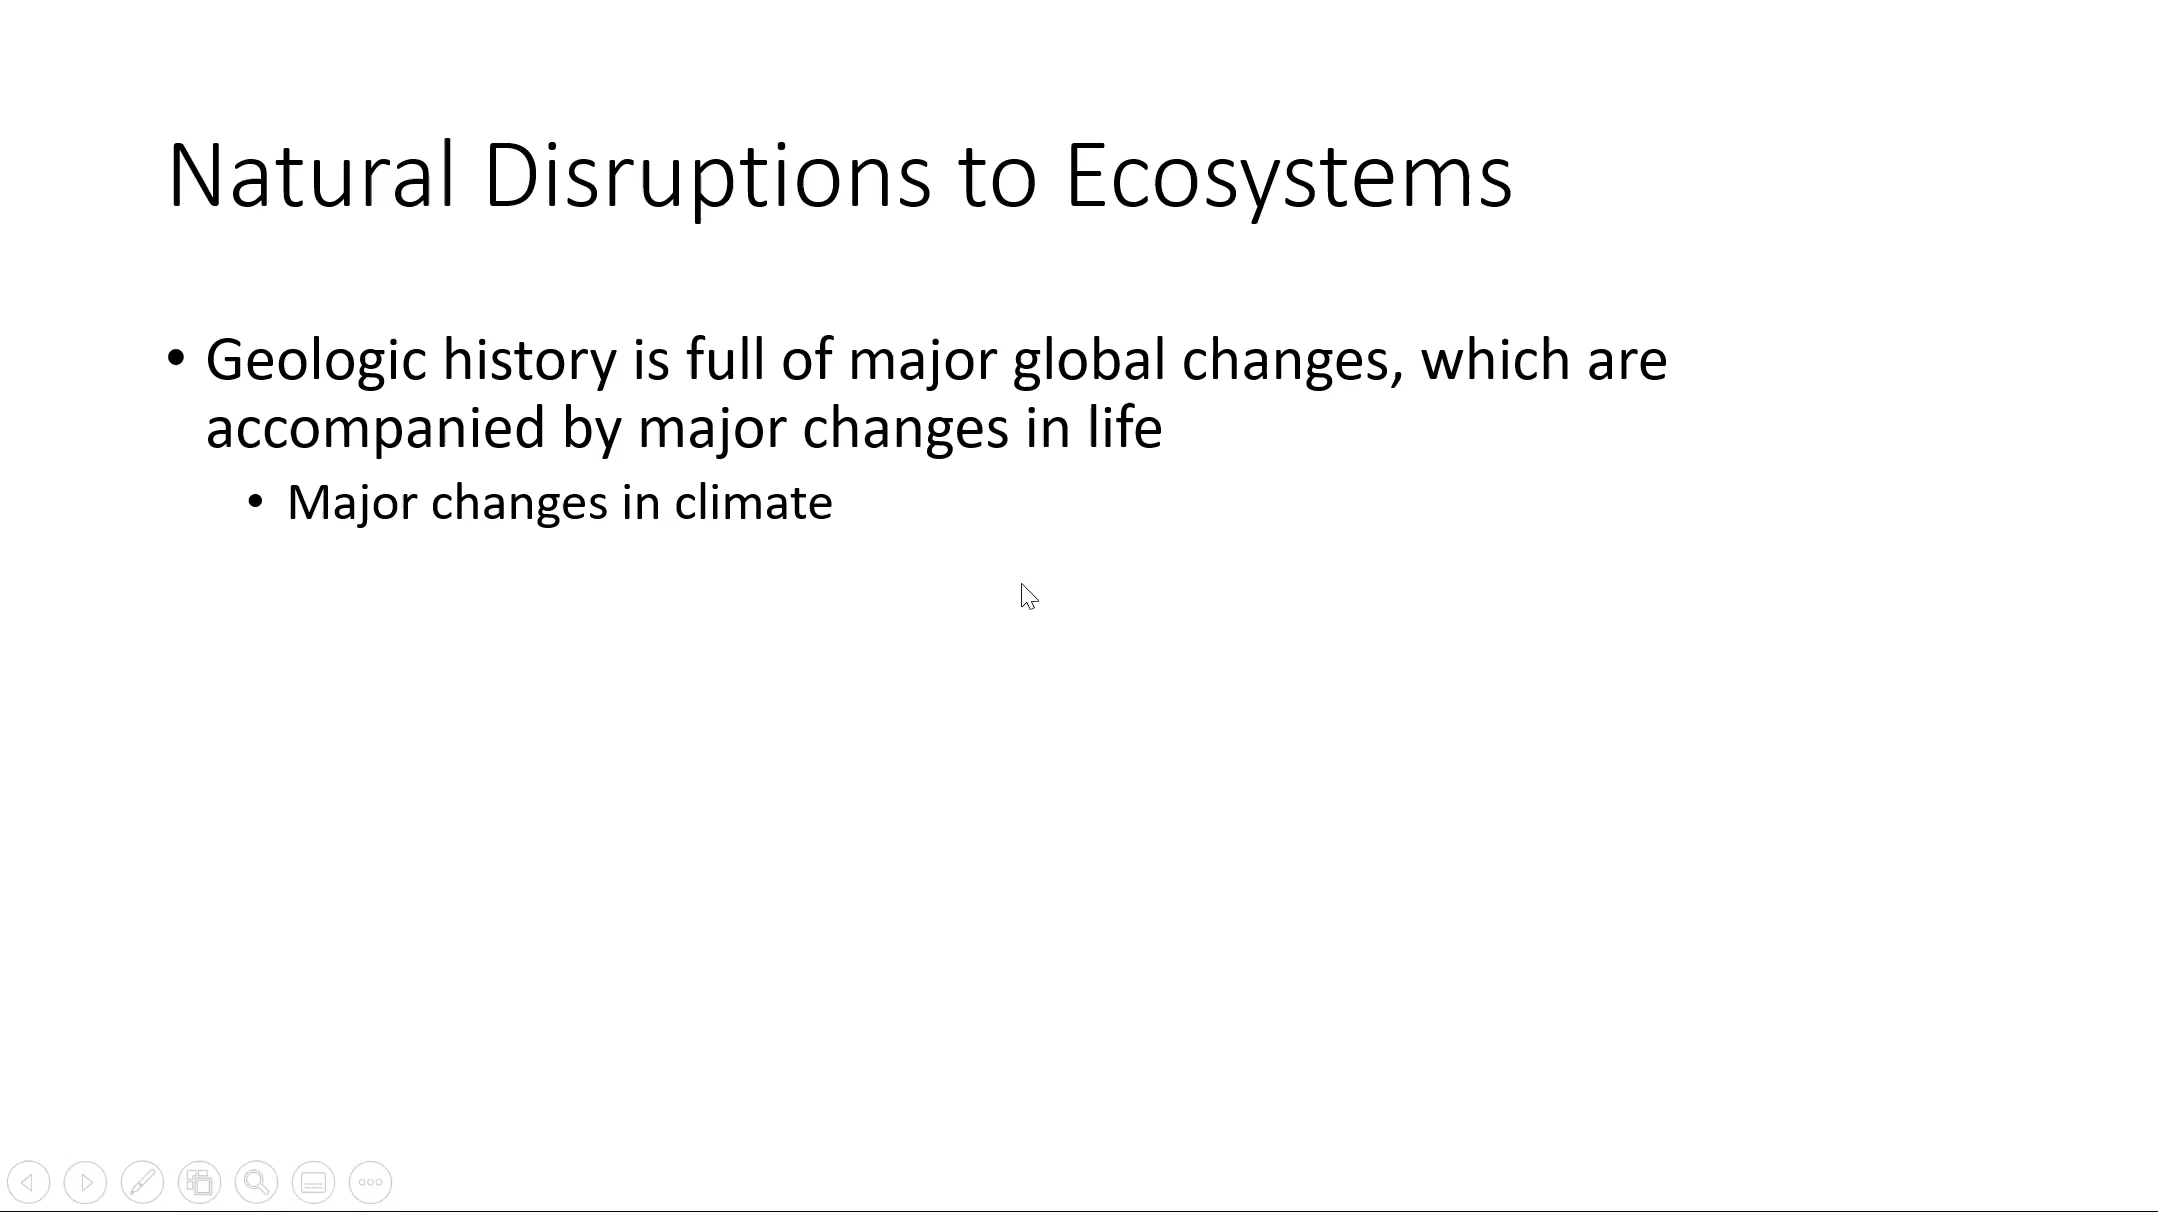 Natural Disruptions to Ecosystems
• Geologic history is full of major global changes, which are
accompanied by major changes in life
• Major changes in climate